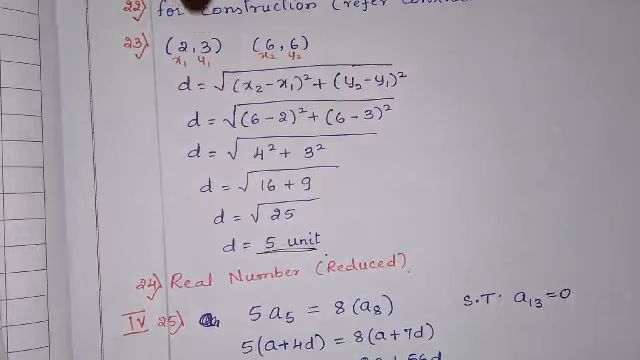 22) for Construction (refer
23) (2, 3) (6, 6)
x₁ y₁ x₂ y₂
d = √(x₂-x₁)² + (y₂-y₁)²
d = √(6-2)² + (6-3)²
d = √4² + 3²
d = √16 + 9
d = √25
d = 5 unit
24) Real Number (Reduced)
IV 25) 5a₅ = 8(a₈) S.T: a₁₃=0
5(a+4d) = 8(a+7d)